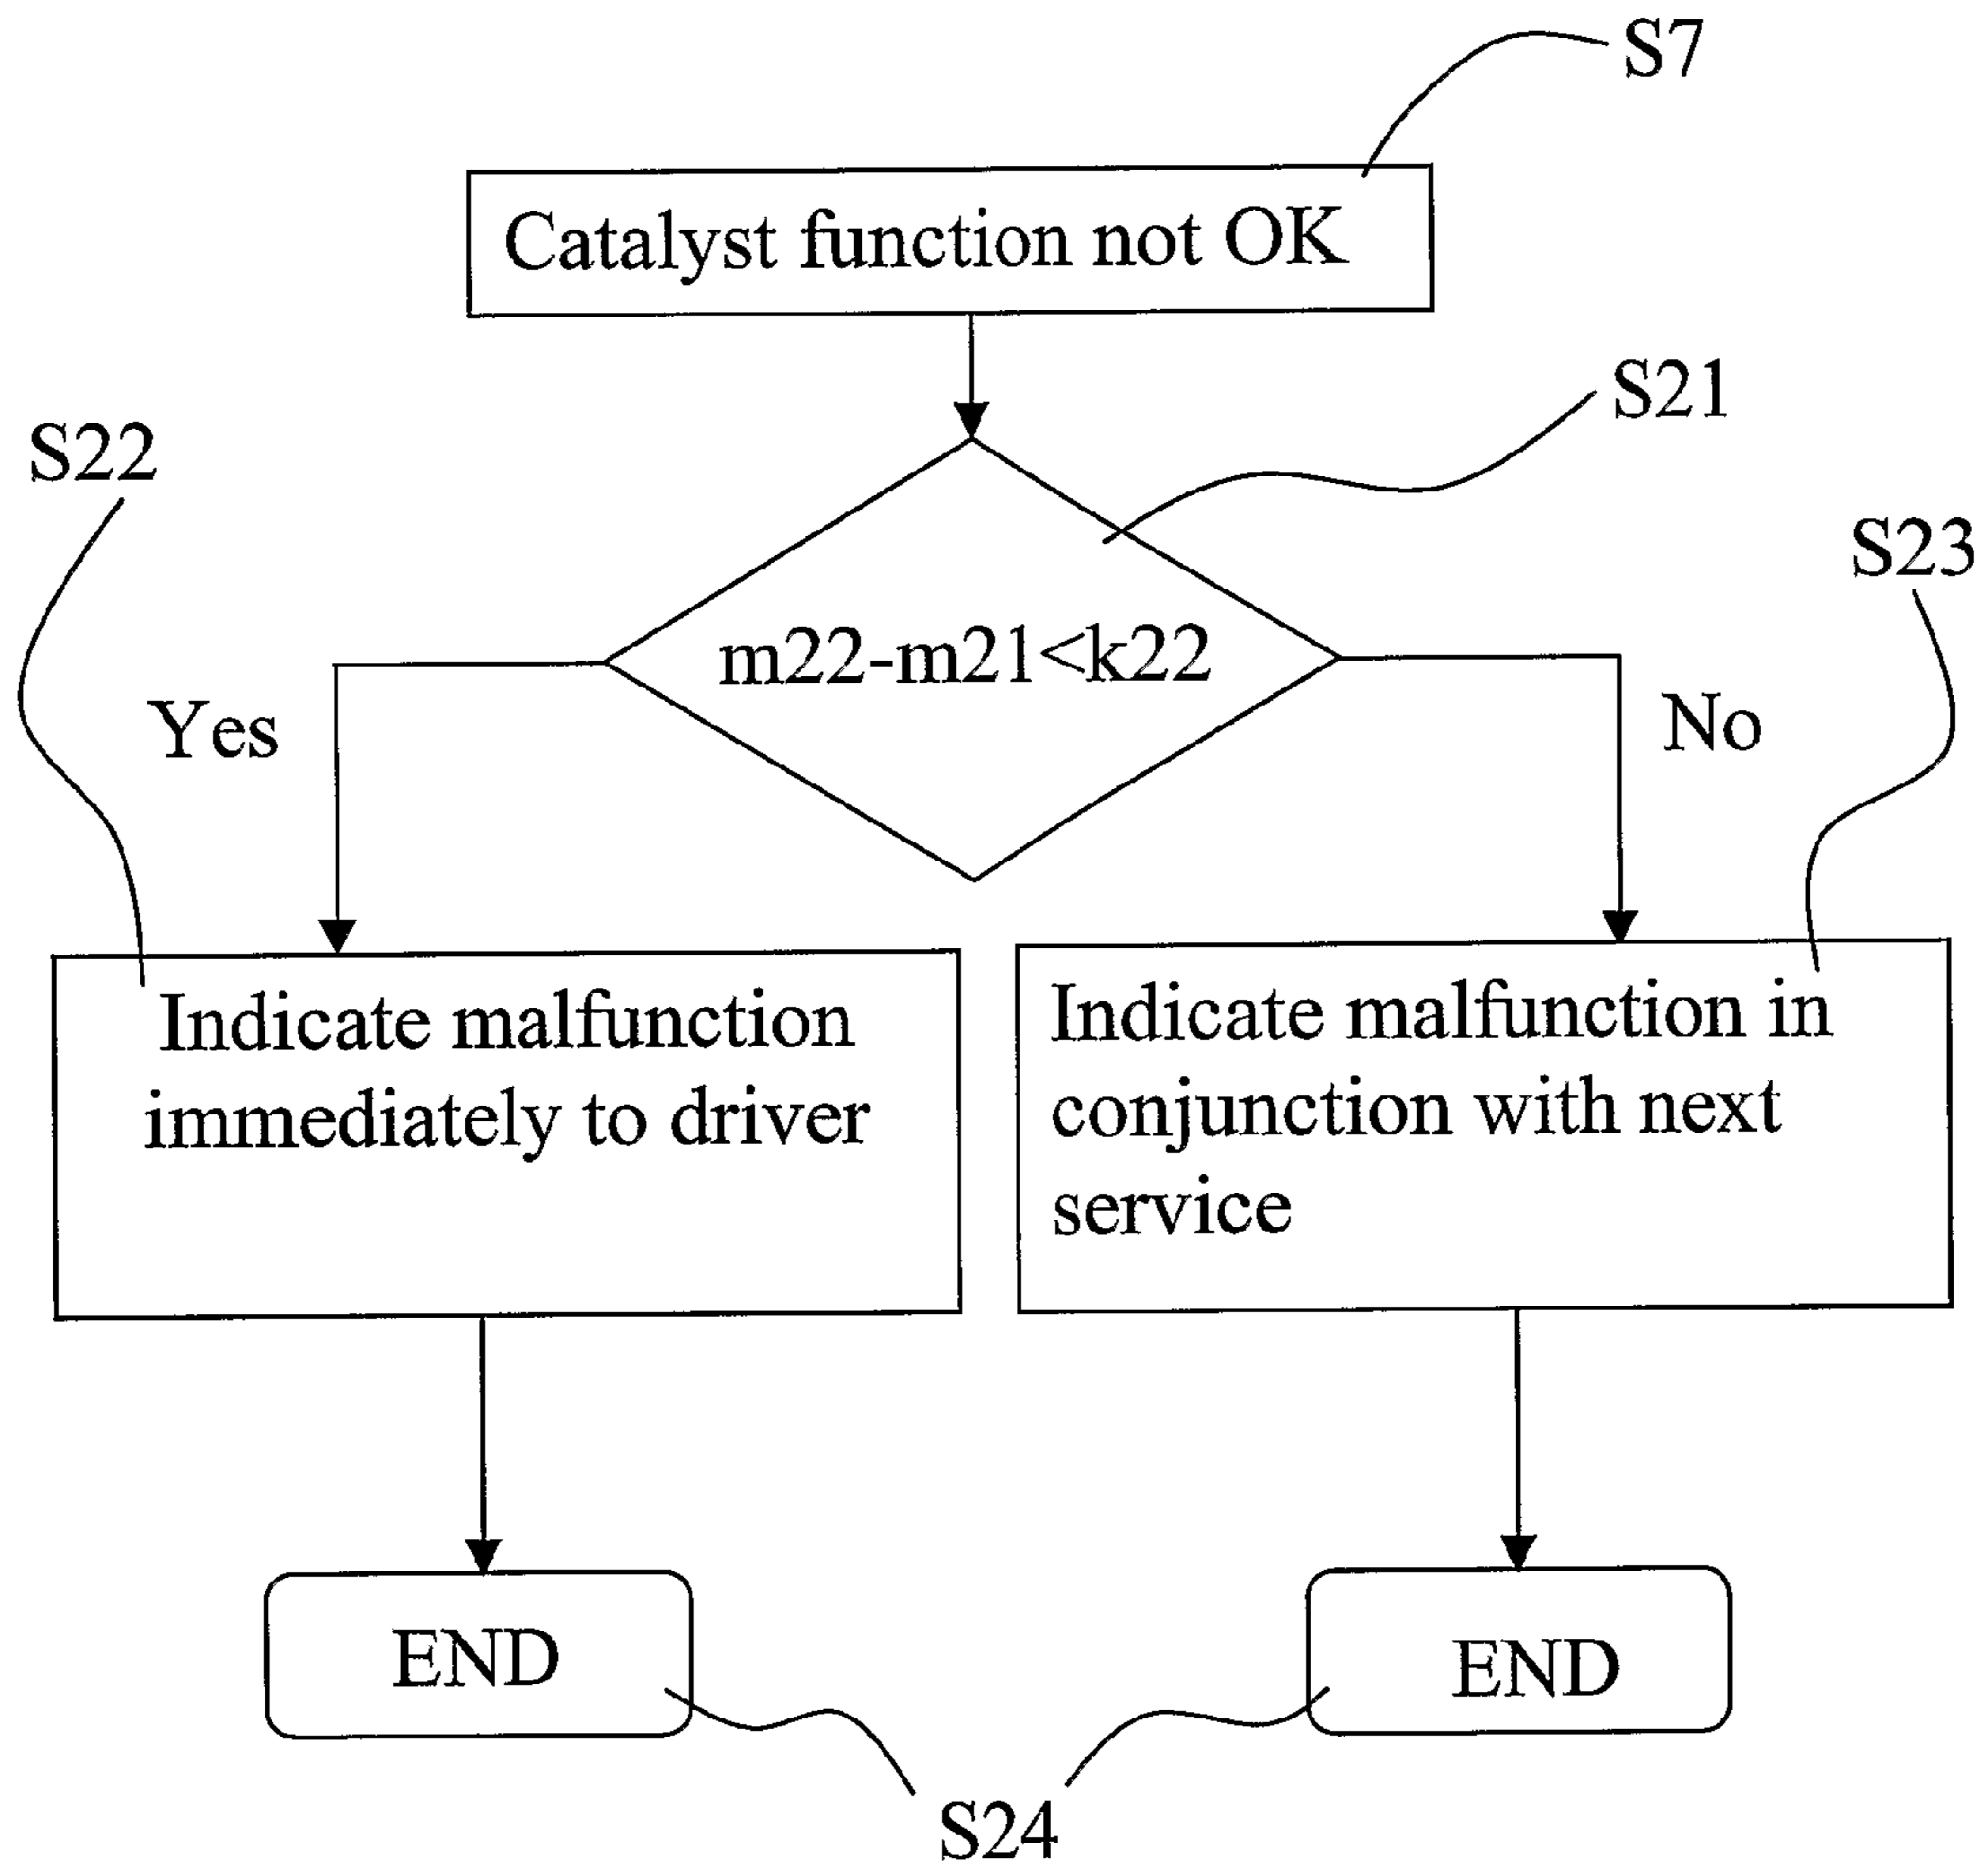 S7
Catalyst function not OK
S21
S22
S23
m22-m21<k22
Yes
No
Indicate malfunction
immediately to driver
Indicate malfunction in
conjunction with next
service
END
END
S24